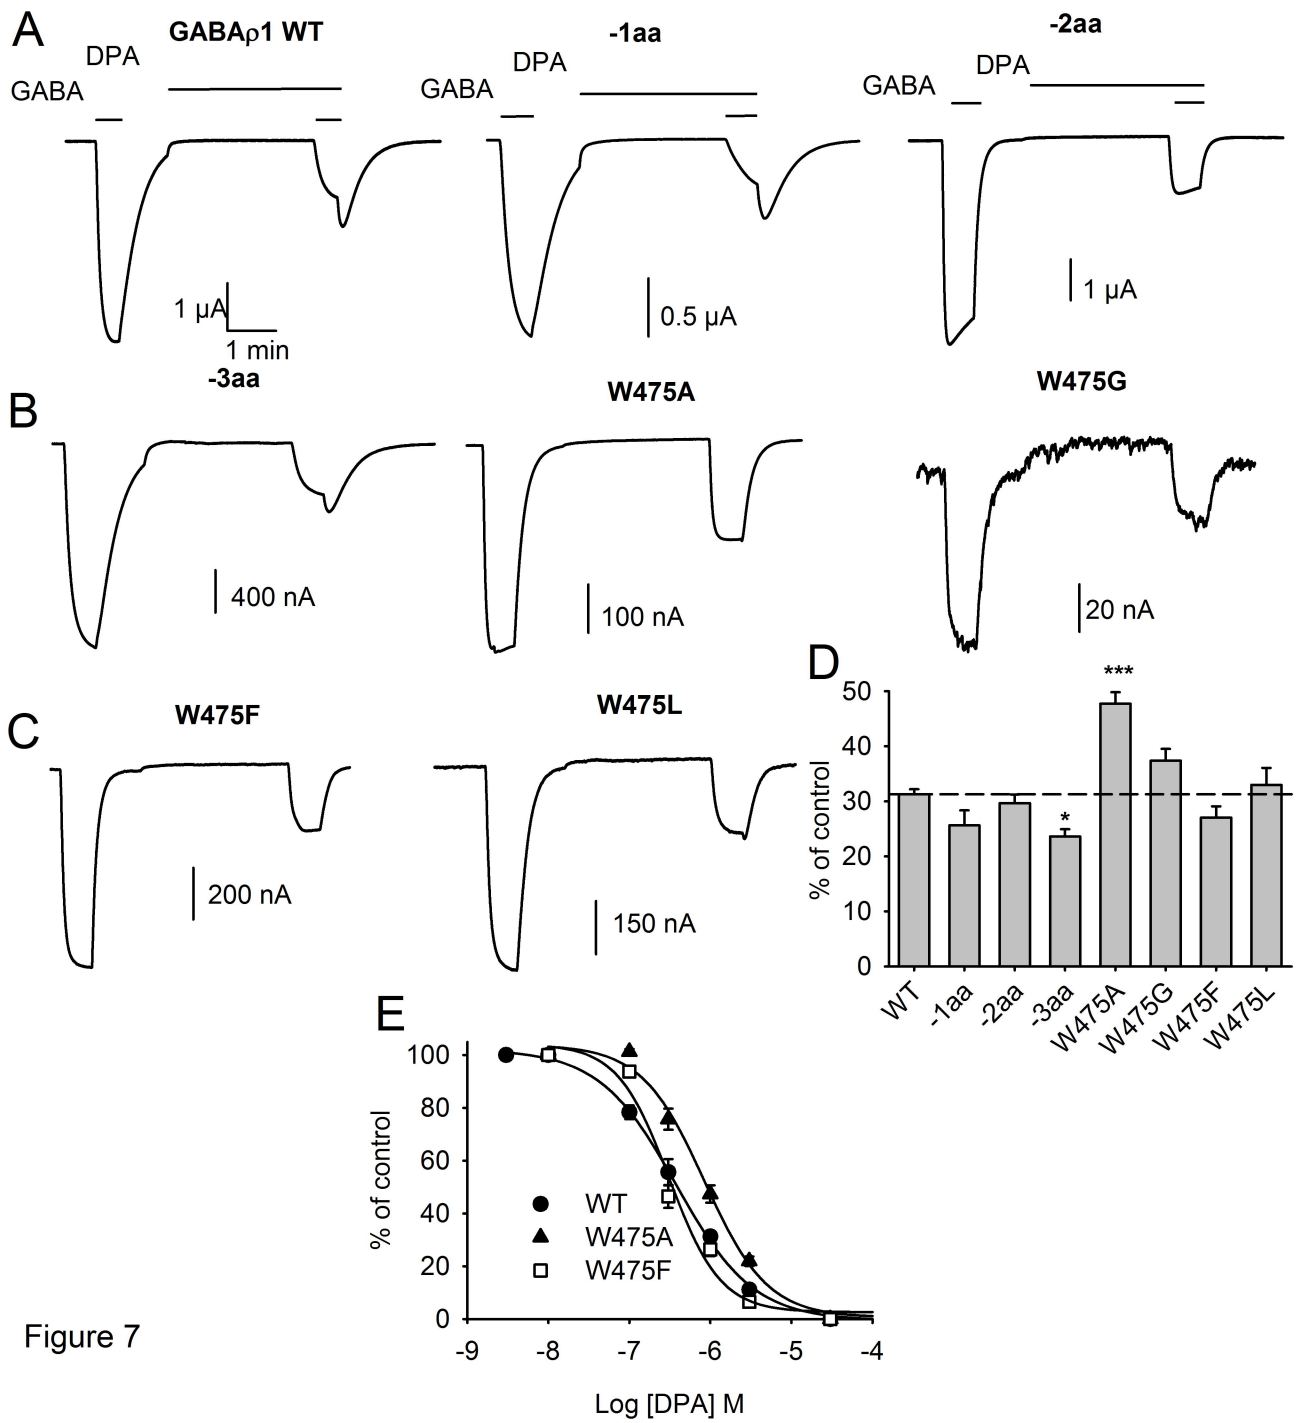 A
GABAρ1 WT
-1aa
-2aa
DPA
DPA
DPA
GABA
GABA
GABA
1 µA
1 min
0.5 µA
1 µA
B
-3aa
W475A
W475G
400 nA
100 nA
20 nA
C
W475F
W475L
200 nA
150 nA
D
% of control
50
40
30
20
10
0
***
*
WT
-1aa
-2aa
-3aa
W475A
W475G
W475F
W475L
E
% of control
100
80
60
40
20
0
WT
W475A
W475F
-9
-8
-7
-6
-5
-4
Log [DPA] M
Figure 7